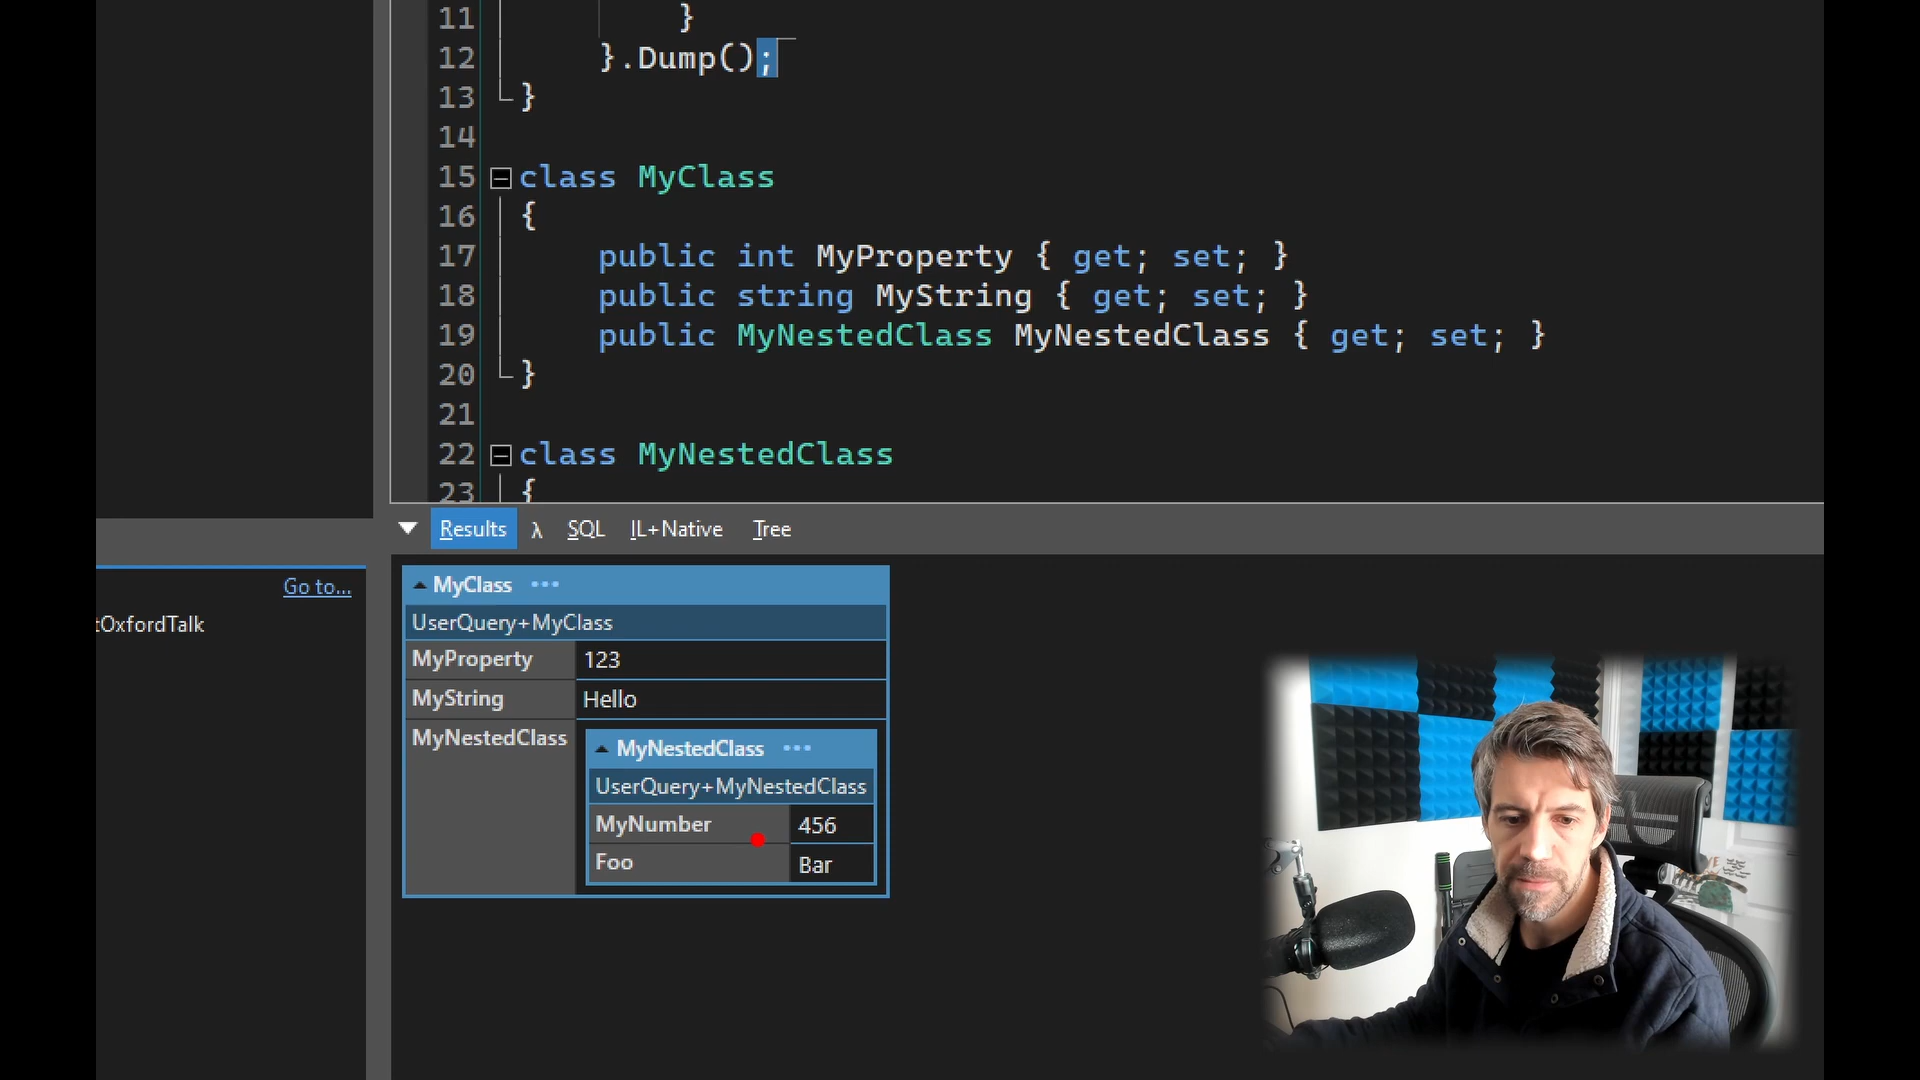 11 }
12 }.Dump();
13 }
14
15 class MyClass
16 {
17 public int MyProperty { get; set; }
18 public string MyString { get; set; }
19 public MyNestedClass MyNestedClass { get; set; }
20 }
21
22 class MyNestedClass
23 {
Results λ SQL IL+Native Tree
Go to...
tOxfordTalk
MyClass
UserQuery+MyClass
MyProperty 123
MyString Hello
MyNestedClass
MyNestedClass
UserQuery+MyNestedClass
MyNumber 456
Foo Bar